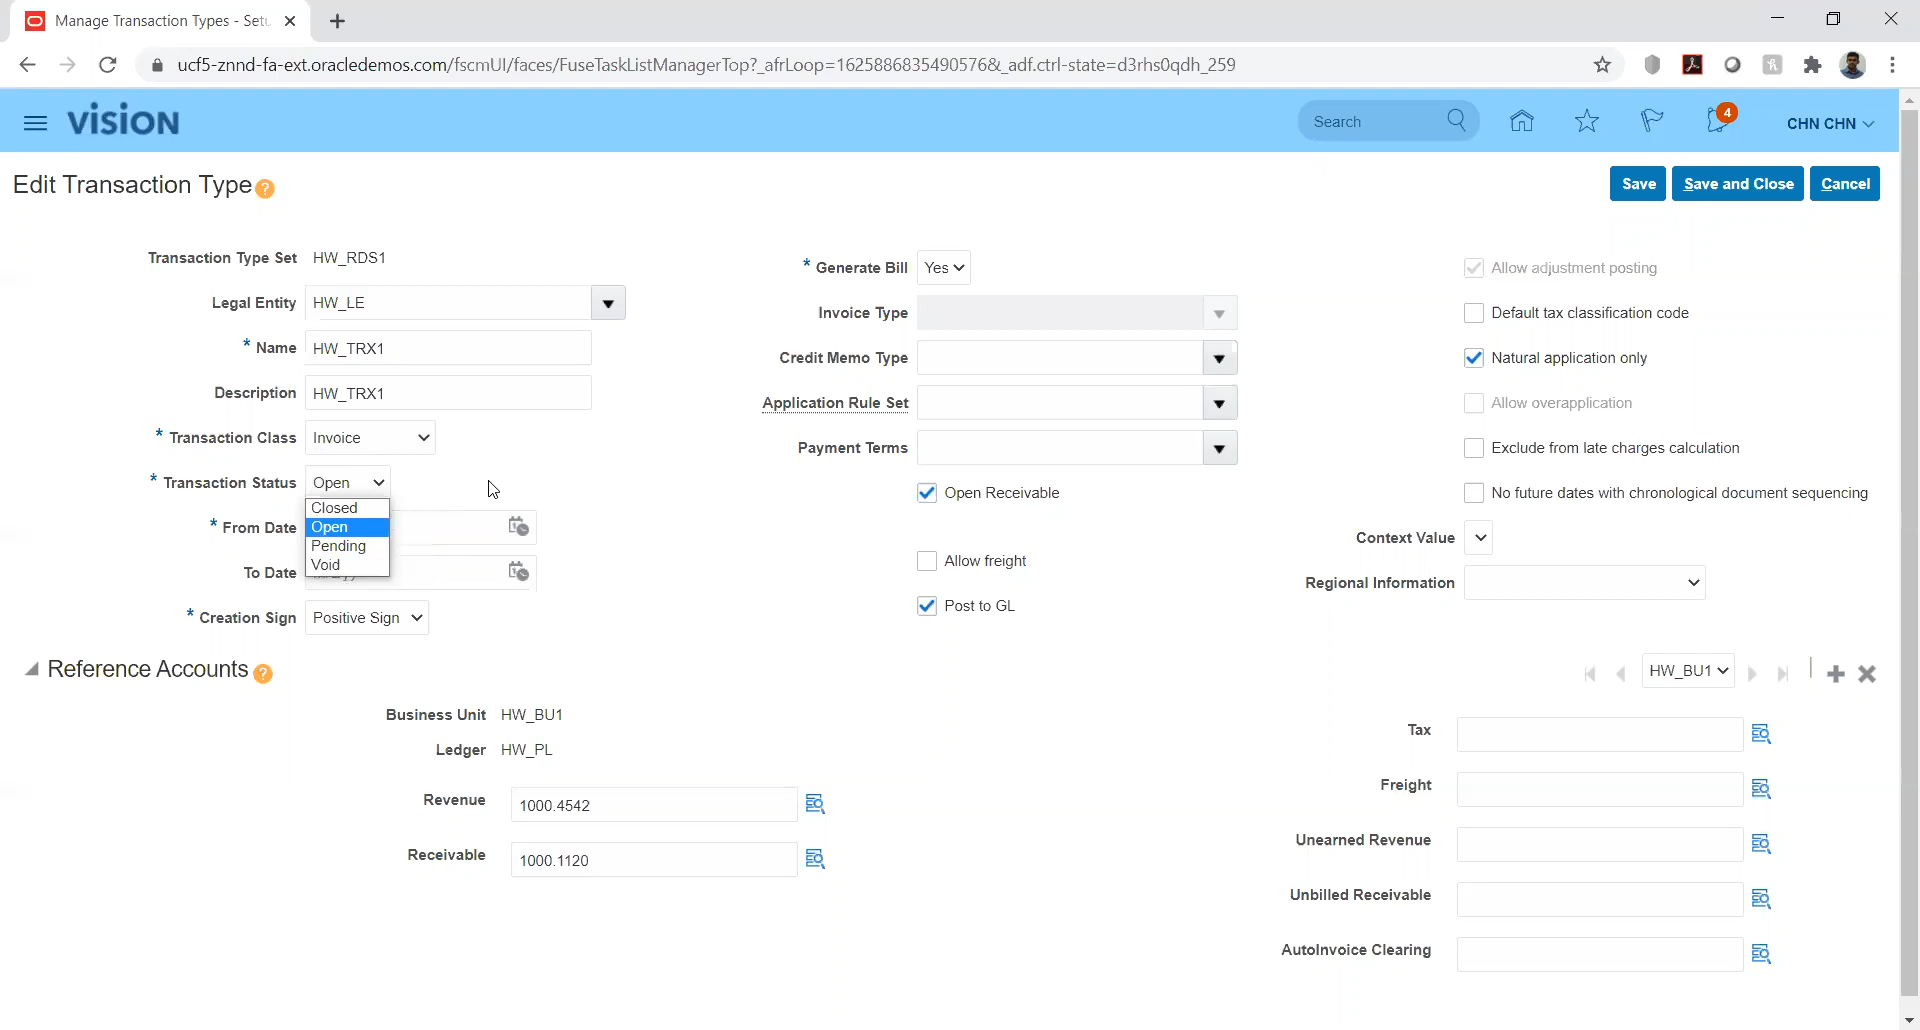 Manage Transaction Types - Setu
ucf5-znnd-fa-ext.oracledemos.com/fscmUI/faces/FuseTaskListManagerTop?_afrLoop=16258868354905768&_adf.ctrl-state=d3rhs0qdh_259
VISION
Search
4
CHN CHN
Edit Transaction Type
Save
Save and Close
Cancel
Transaction Type Set HW_RDS1
Legal Entity HW_LE
* Name HW_TRX1
Description HW_TRX1
* Transaction Class Invoice
* Transaction Status Open
Closed
Open
Pending
Void
* From Date
To Date
* Creation Sign Positive Sign
* Generate Bill Yes
Invoice Type
Credit Memo Type
Application Rule Set
Payment Terms
Open Receivable
Allow freight
Post to GL
Allow adjustment posting
Default tax classification code
Natural application only
Allow overapplication
Exclude from late charges calculation
No future dates with chronological document sequencing
Context Value
Regional Information
Reference Accounts
HW_BU1
Business Unit HW_BU1
Ledger HW_PL
Revenue 1000.4542
Receivable 1000.1120
Tax
Freight
Unearned Revenue
Unbilled Receivable
AutoInvoice Clearing